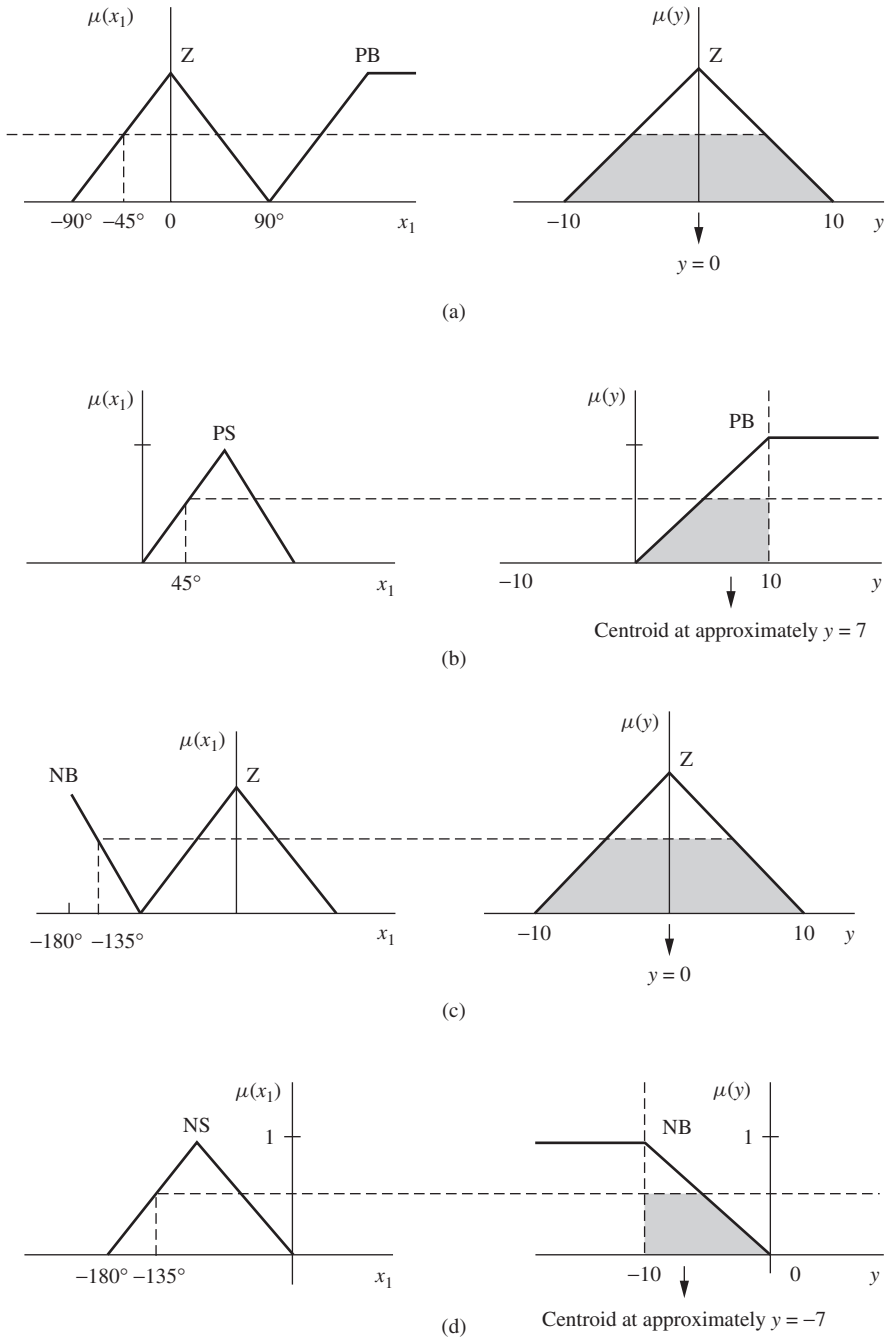 μ(x₁) μ(y)
Z PB Z
−90° −45° 0 90° x₁ −10 10 y
y = 0
(a)
μ(x₁) μ(y)
PS PB
45° x₁ −10 10 y
Centroid at approximately y = 7
(b)
μ(x₁) μ(y)
NB Z Z
−180° −135° x₁ −10 10 y
y = 0
(c)
μ(x₁) μ(y)
NS 1 NB 1
−180° −135° x₁ −10 0 y
Centroid at approximately y = −7
(d)